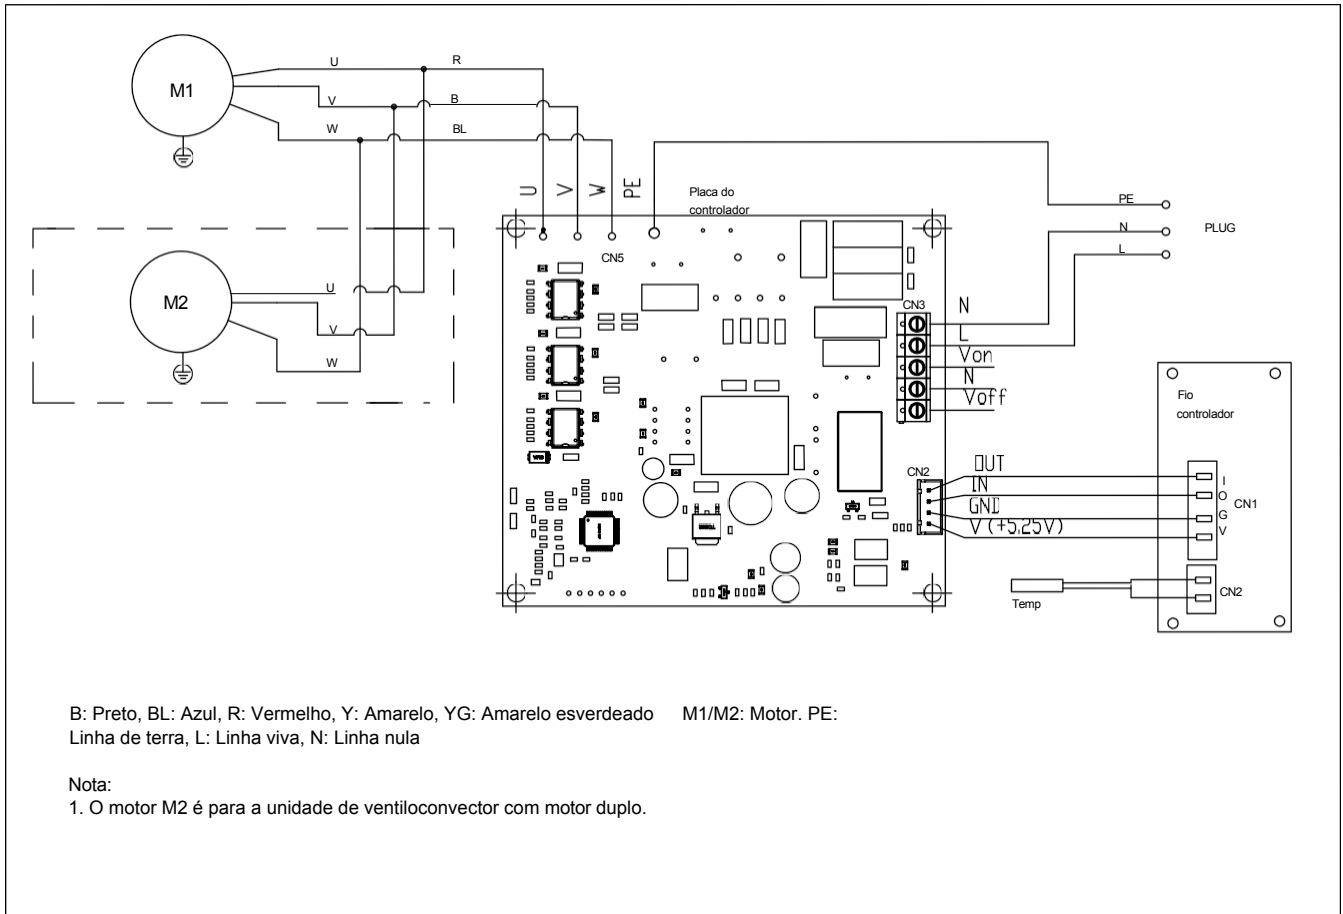 U
R
M1
V
B
W
BL
U
V
W
PE
Placa do
controlador
PE
N
PLUG
L
CN5
M2
U
V
W
CN3
N
L
Von
N
Voff
Fio
controlador
CN2
OUT
IN
GND
V (+5.25V)
I
O
CN1
G
V
Temp
CN2
B: Preto, BL: Azul, R: Vermelho, Y: Amarelo, YG: Amarelo esverdeado M1/M2: Motor. PE:
Linha de terra, L: Linha viva, N: Linha nula
Nota:
1. O motor M2 é para a unidade de ventiloconvector com motor duplo.